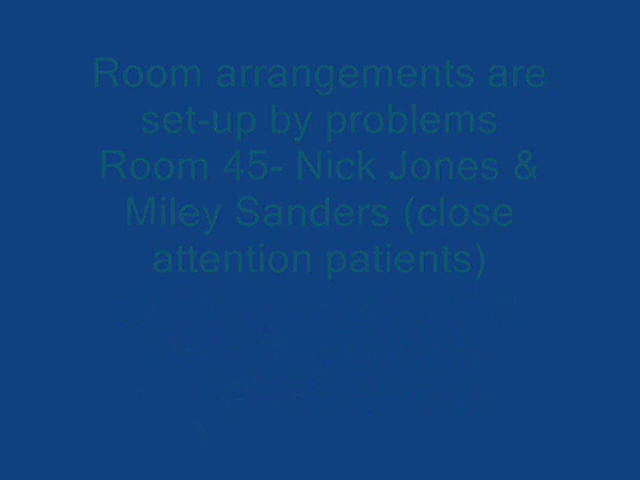 Room arrangements are
set-up by problems
Room 45- Nick Jones &
Miley Sanders (close
attention patients)